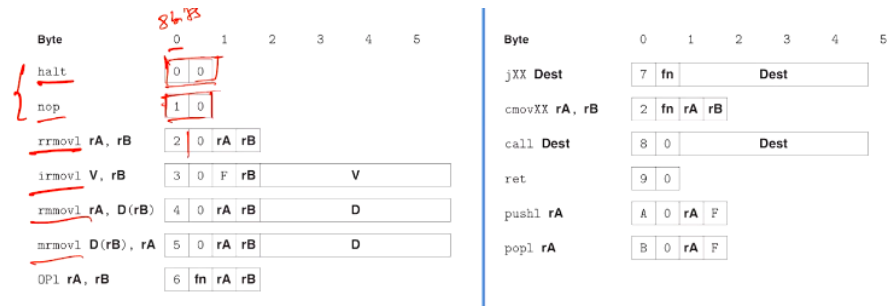 8 bits
Byte 0 1 2 3 4 5
halt 0 0
nop 1 0
rrmovl rA, rB 2 0 rA rB
irmovl V, rB 3 0 F rB V
rmmovl rA, D(rB) 4 0 rA rB D
mrmovl D(rB), rA 5 0 rA rB D
OPl rA, rB 6 fn rA rB
Byte 0 1 2 3 4 5
jXX Dest 7 fn Dest
cmovXX rA, rB 2 fn rA rB
call Dest 8 0 Dest
ret 9 0
pushl rA A 0 rA F
popl rA B 0 rA F